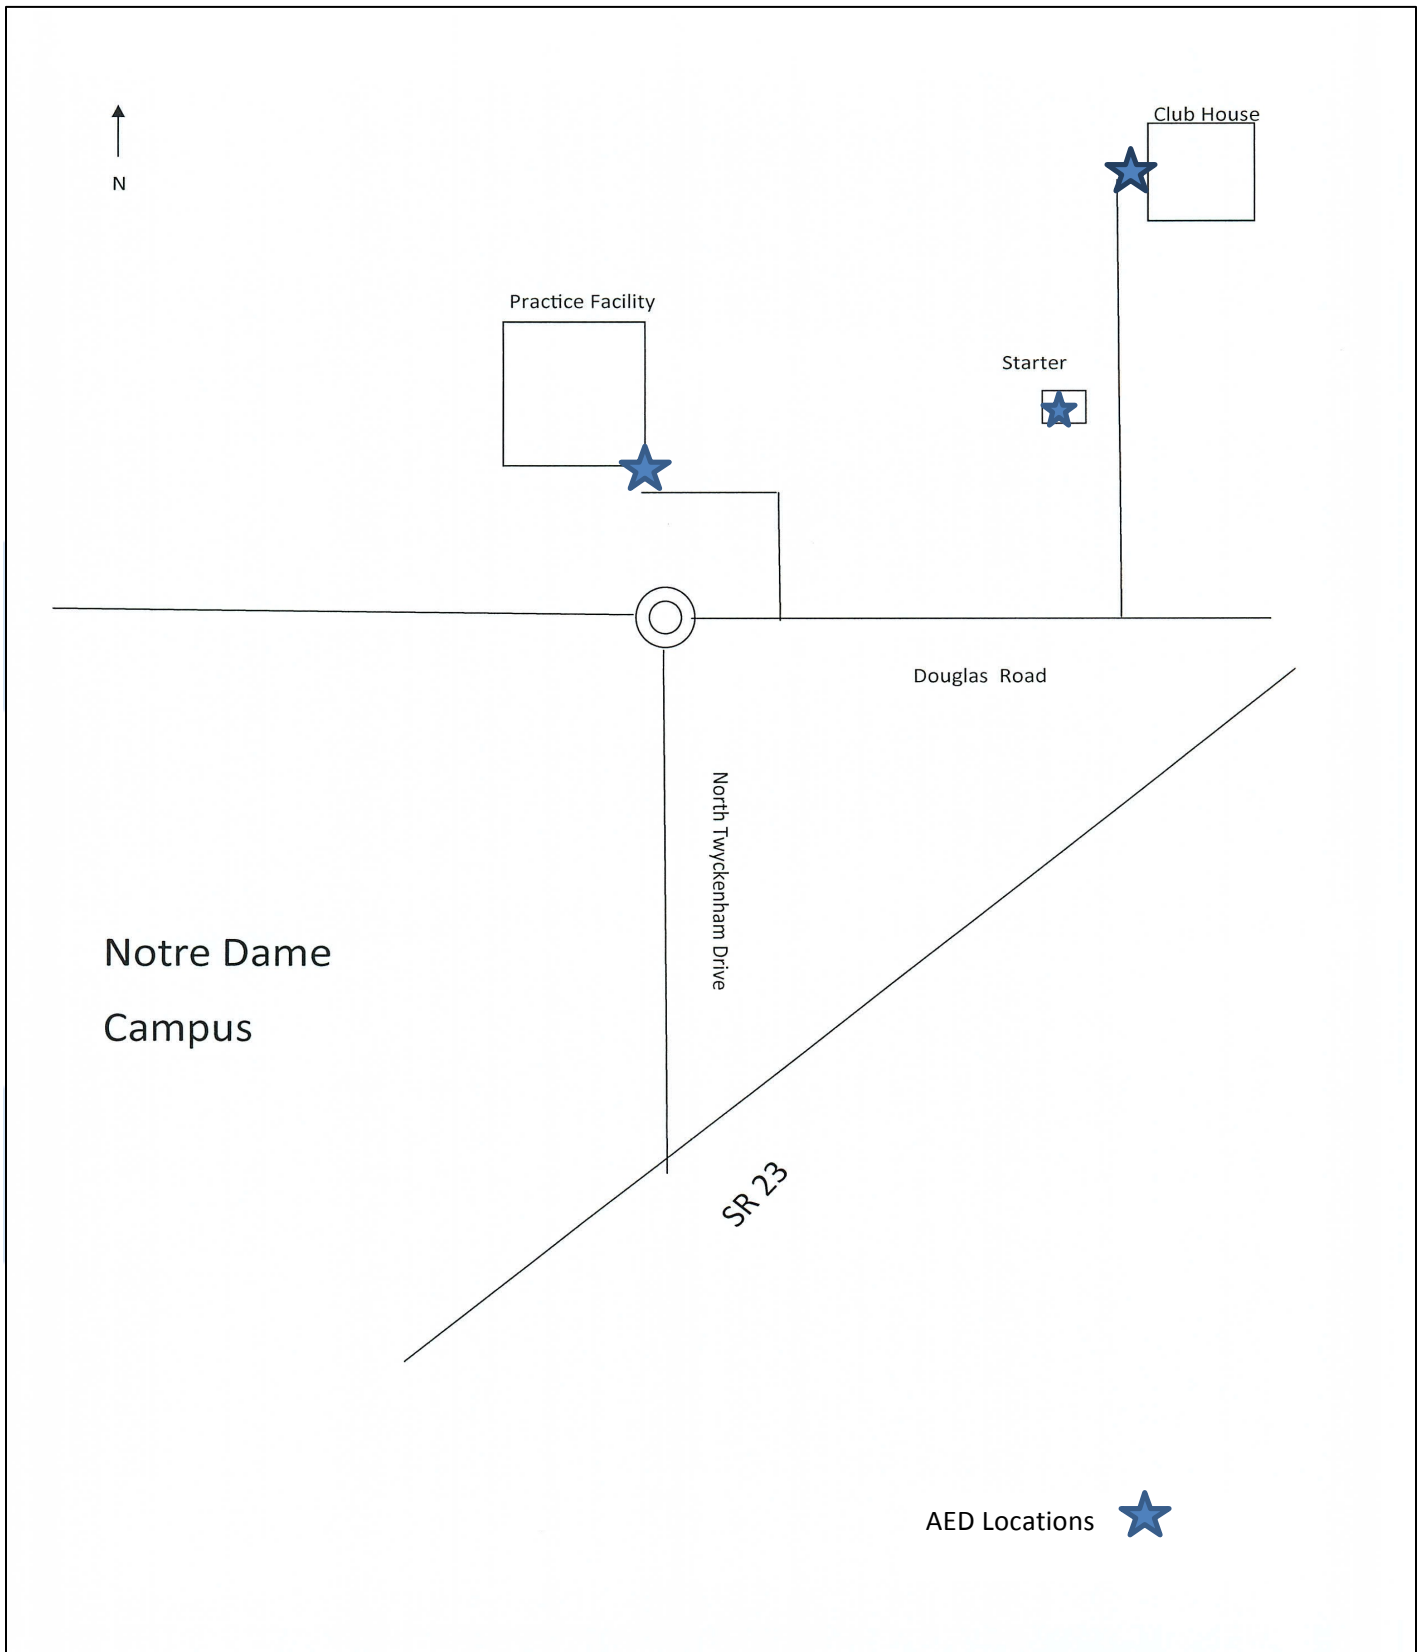 Club House
N
Practice Facility
Starter
Douglas Road
North Twyckenham Drive
Notre Dame
Campus
SR 23
AED Locations